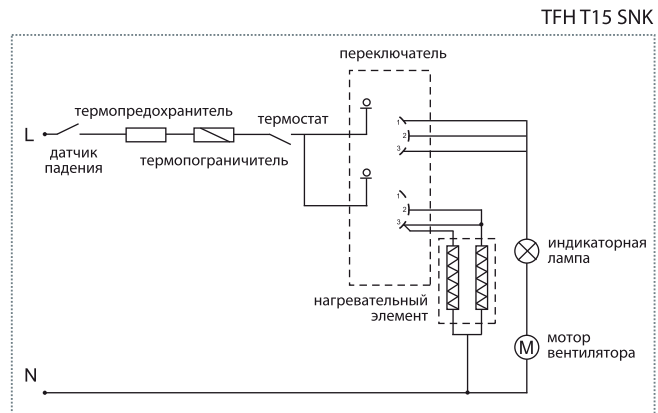 TFH T15 SNK
переключатель
термопредохранитель
термостат
L
датчик
падения
термопограничитель
1
2
3
1
2
3
индикаторная
лампа
нагревательный
элемент
M
мотор
вентилятора
N